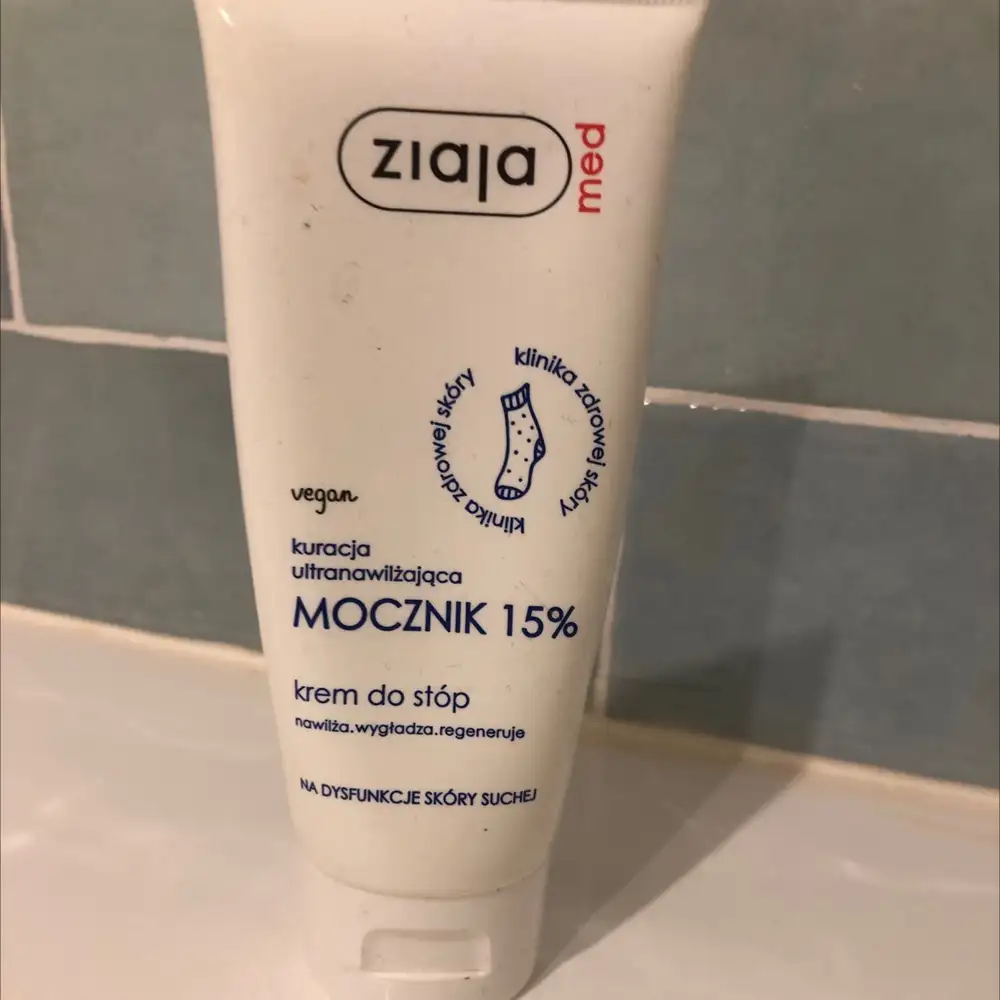 ziaja
med
klinika zdrowej skóry
klinika zdrowej skóry
vegan
kuracja
ultranawilżająca
MOCZNIK 15%
krem do stóp
nawilża.wygładza.regeneruje
NA DYSFUNKCJE SKÓRY SUCHEJ